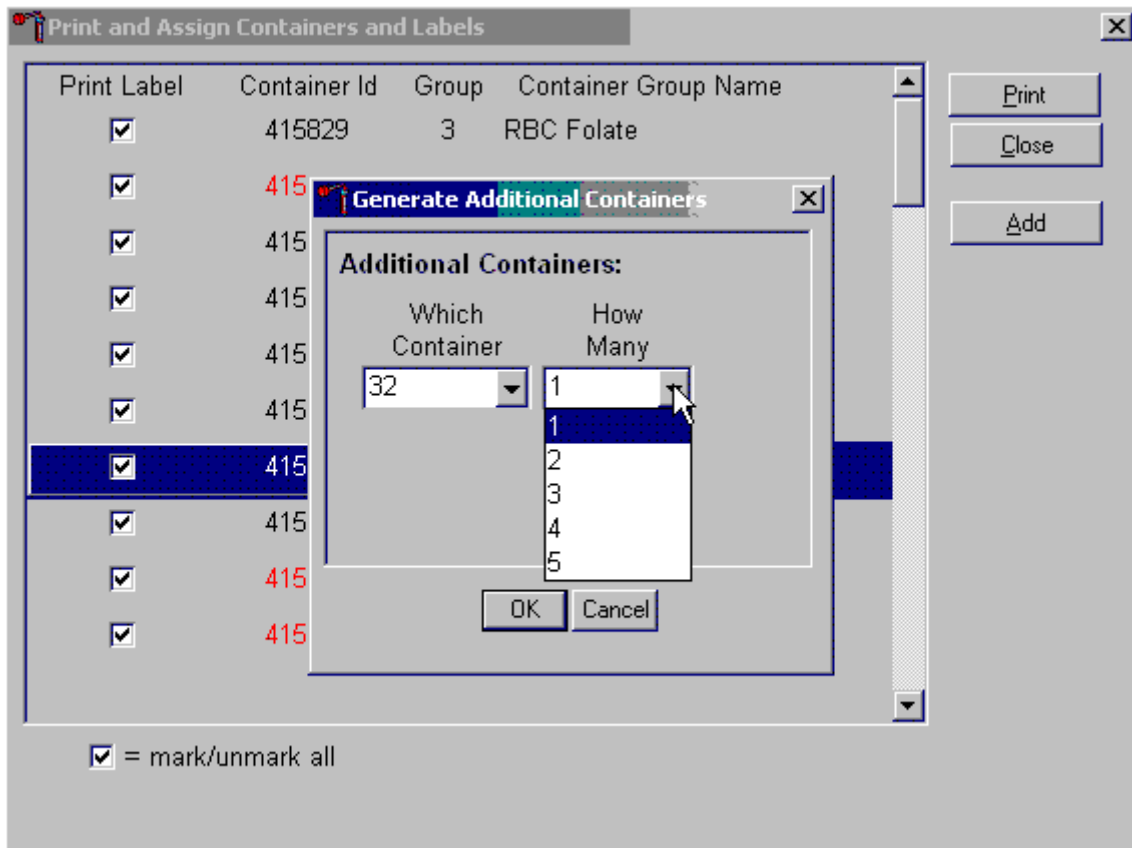 Print and Assign Containers and Labels
Print Label Container Id Group Container Group Name
415829 3 RBC Folate
415
415
415
415
415
415
415
415
415
Generate Additional Containers
Additional Containers:
Which Container
How Many
32
1
1
2
3
4
5
OK Cancel
Print
Close
Add
= mark/unmark all